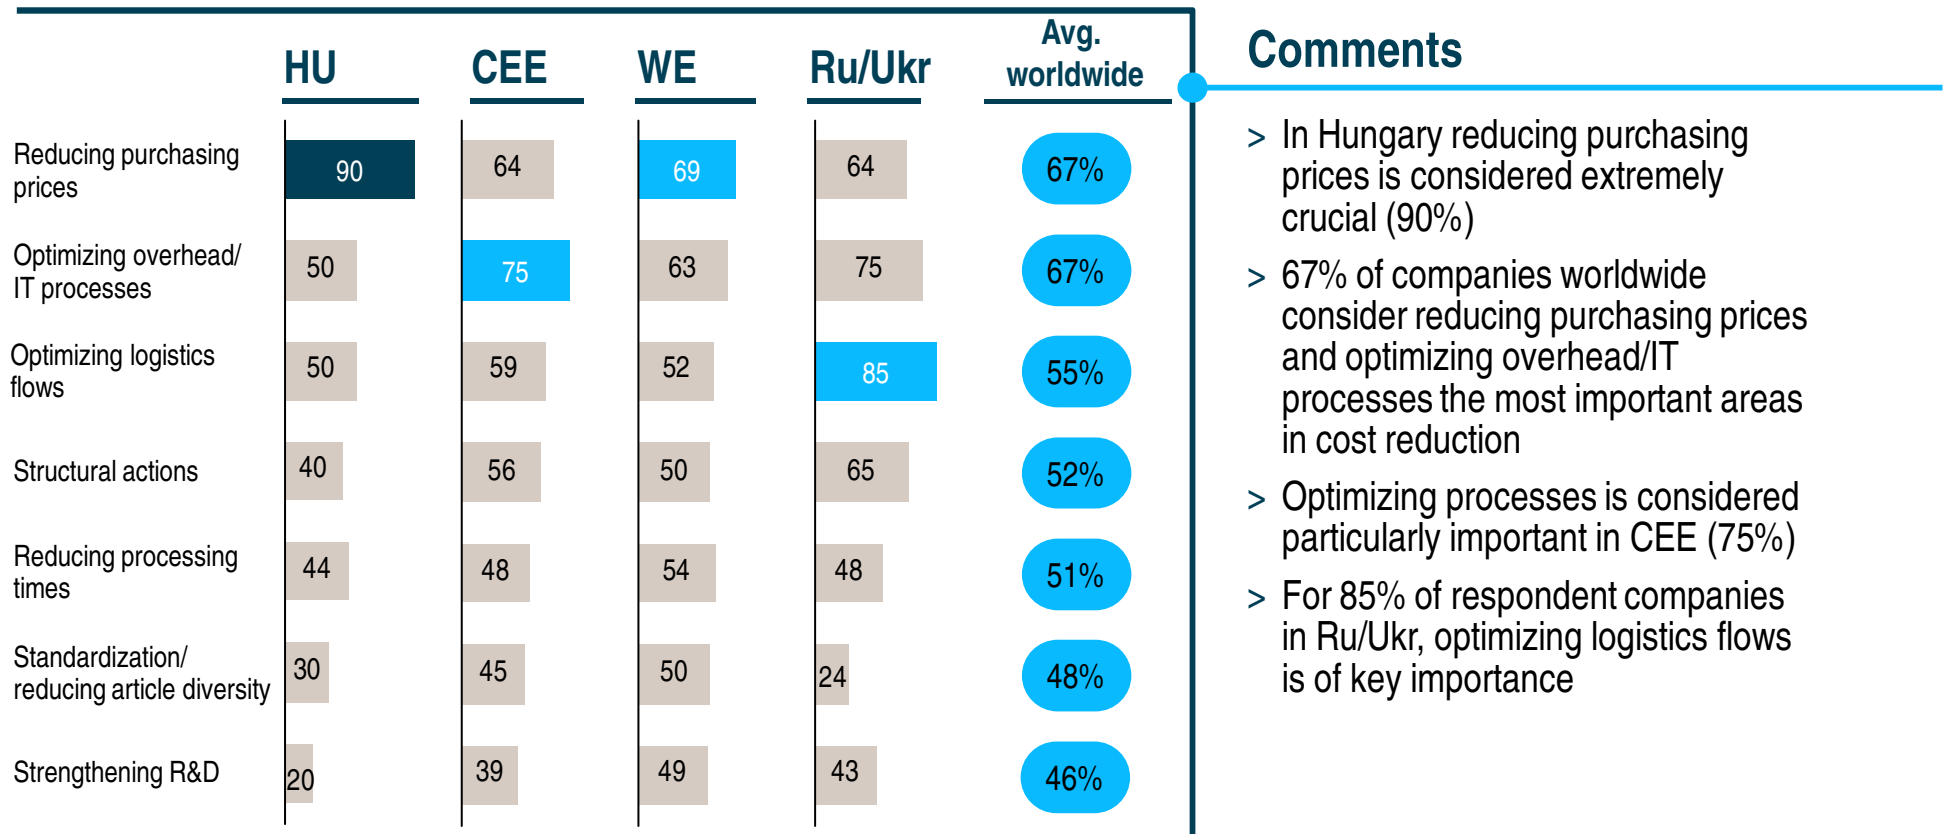 HU CEE WE Ru/Ukr Avg.
worldwide
Reducing purchasing
prices
90 64 69 64 67%
Optimizing overhead/
IT processes
50 75 63 75 67%
Optimizing logistics
flows
50 59 52 85 55%
Structural actions
40 56 50 65 52%
Reducing processing
times
44 48 54 48 51%
Standardization/
reducing article diversity
30 45 50 24 48%
Strengthening R&D
20 39 49 43 46%
Comments
> In Hungary reducing purchasing
prices is considered extremely
crucial (90%)
> 67% of companies worldwide
consider reducing purchasing prices
and optimizing overhead/IT
processes the most important areas
in cost reduction
> Optimizing processes is considered
particularly important in CEE (75%)
> For 85% of respondent companies
in Ru/Ukr, optimizing logistics flows
is of key importance